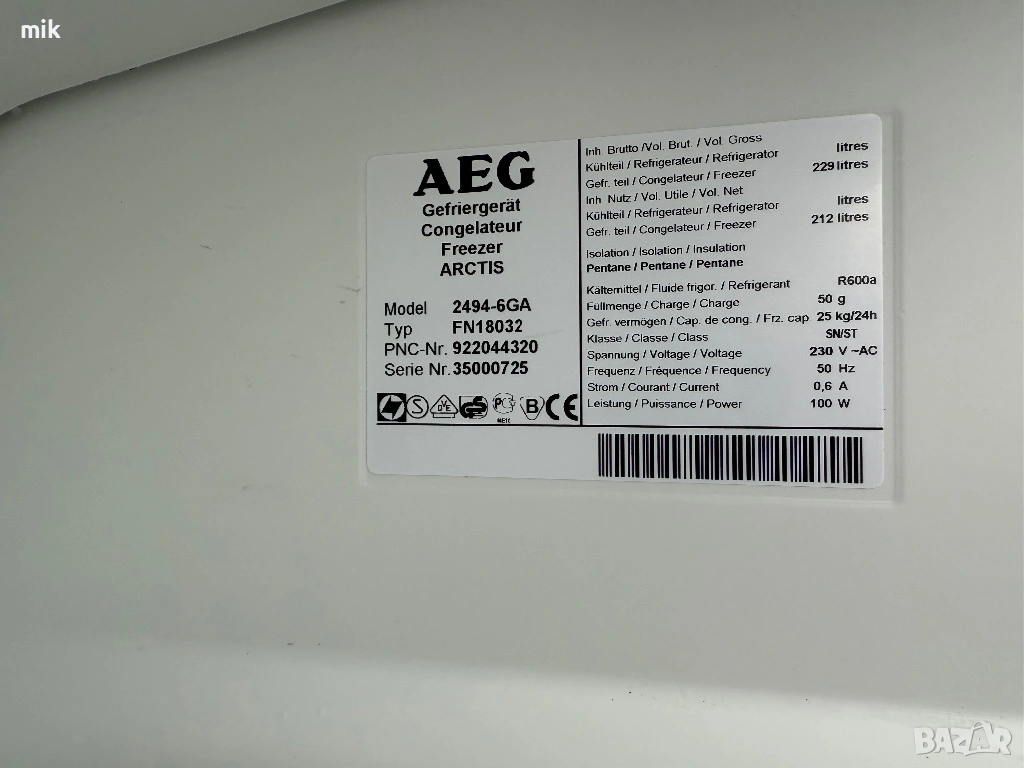 mik
AEG
Gefriergerät
Congelateur
Freezer
ARCTIS
Model 2494-6GA
Typ FN18032
PNC-Nr. 922044320
Serie Nr. 35000725
S
B CE
Inh. Brutto /Vol. Brut. / Vol. Gross
Kühlteil / Refrigerateur / Refrigerator litres
Gefr. teil / Congelateur / Freezer 229 litres
Inh Nutz / Vol. Utile / Vol. Net
Kühlteil / Refrigerateur / Refrigerator litres
Gefr. teil / Congelateur / Freezer 212 litres
Isolation / Isolation / Insulation
Pentane / Pentane / Pentane
Kältemittel / Fluide frigor. / Refrigerant R600a
Füllmenge / Charge / Charge 50 g
Gefr. vermögen / Cap. de cong. / Frz. cap 25 kg/24h
Klasse / Classe / Class SN/ST
Spannung / Voltage / Voltage 230 V ~AC
Frequenz / Fréquence / Frequency 50 Hz
Strom / Courant / Current 0,6 A
Leistung / Puissance / Power 100 W
BAZAR